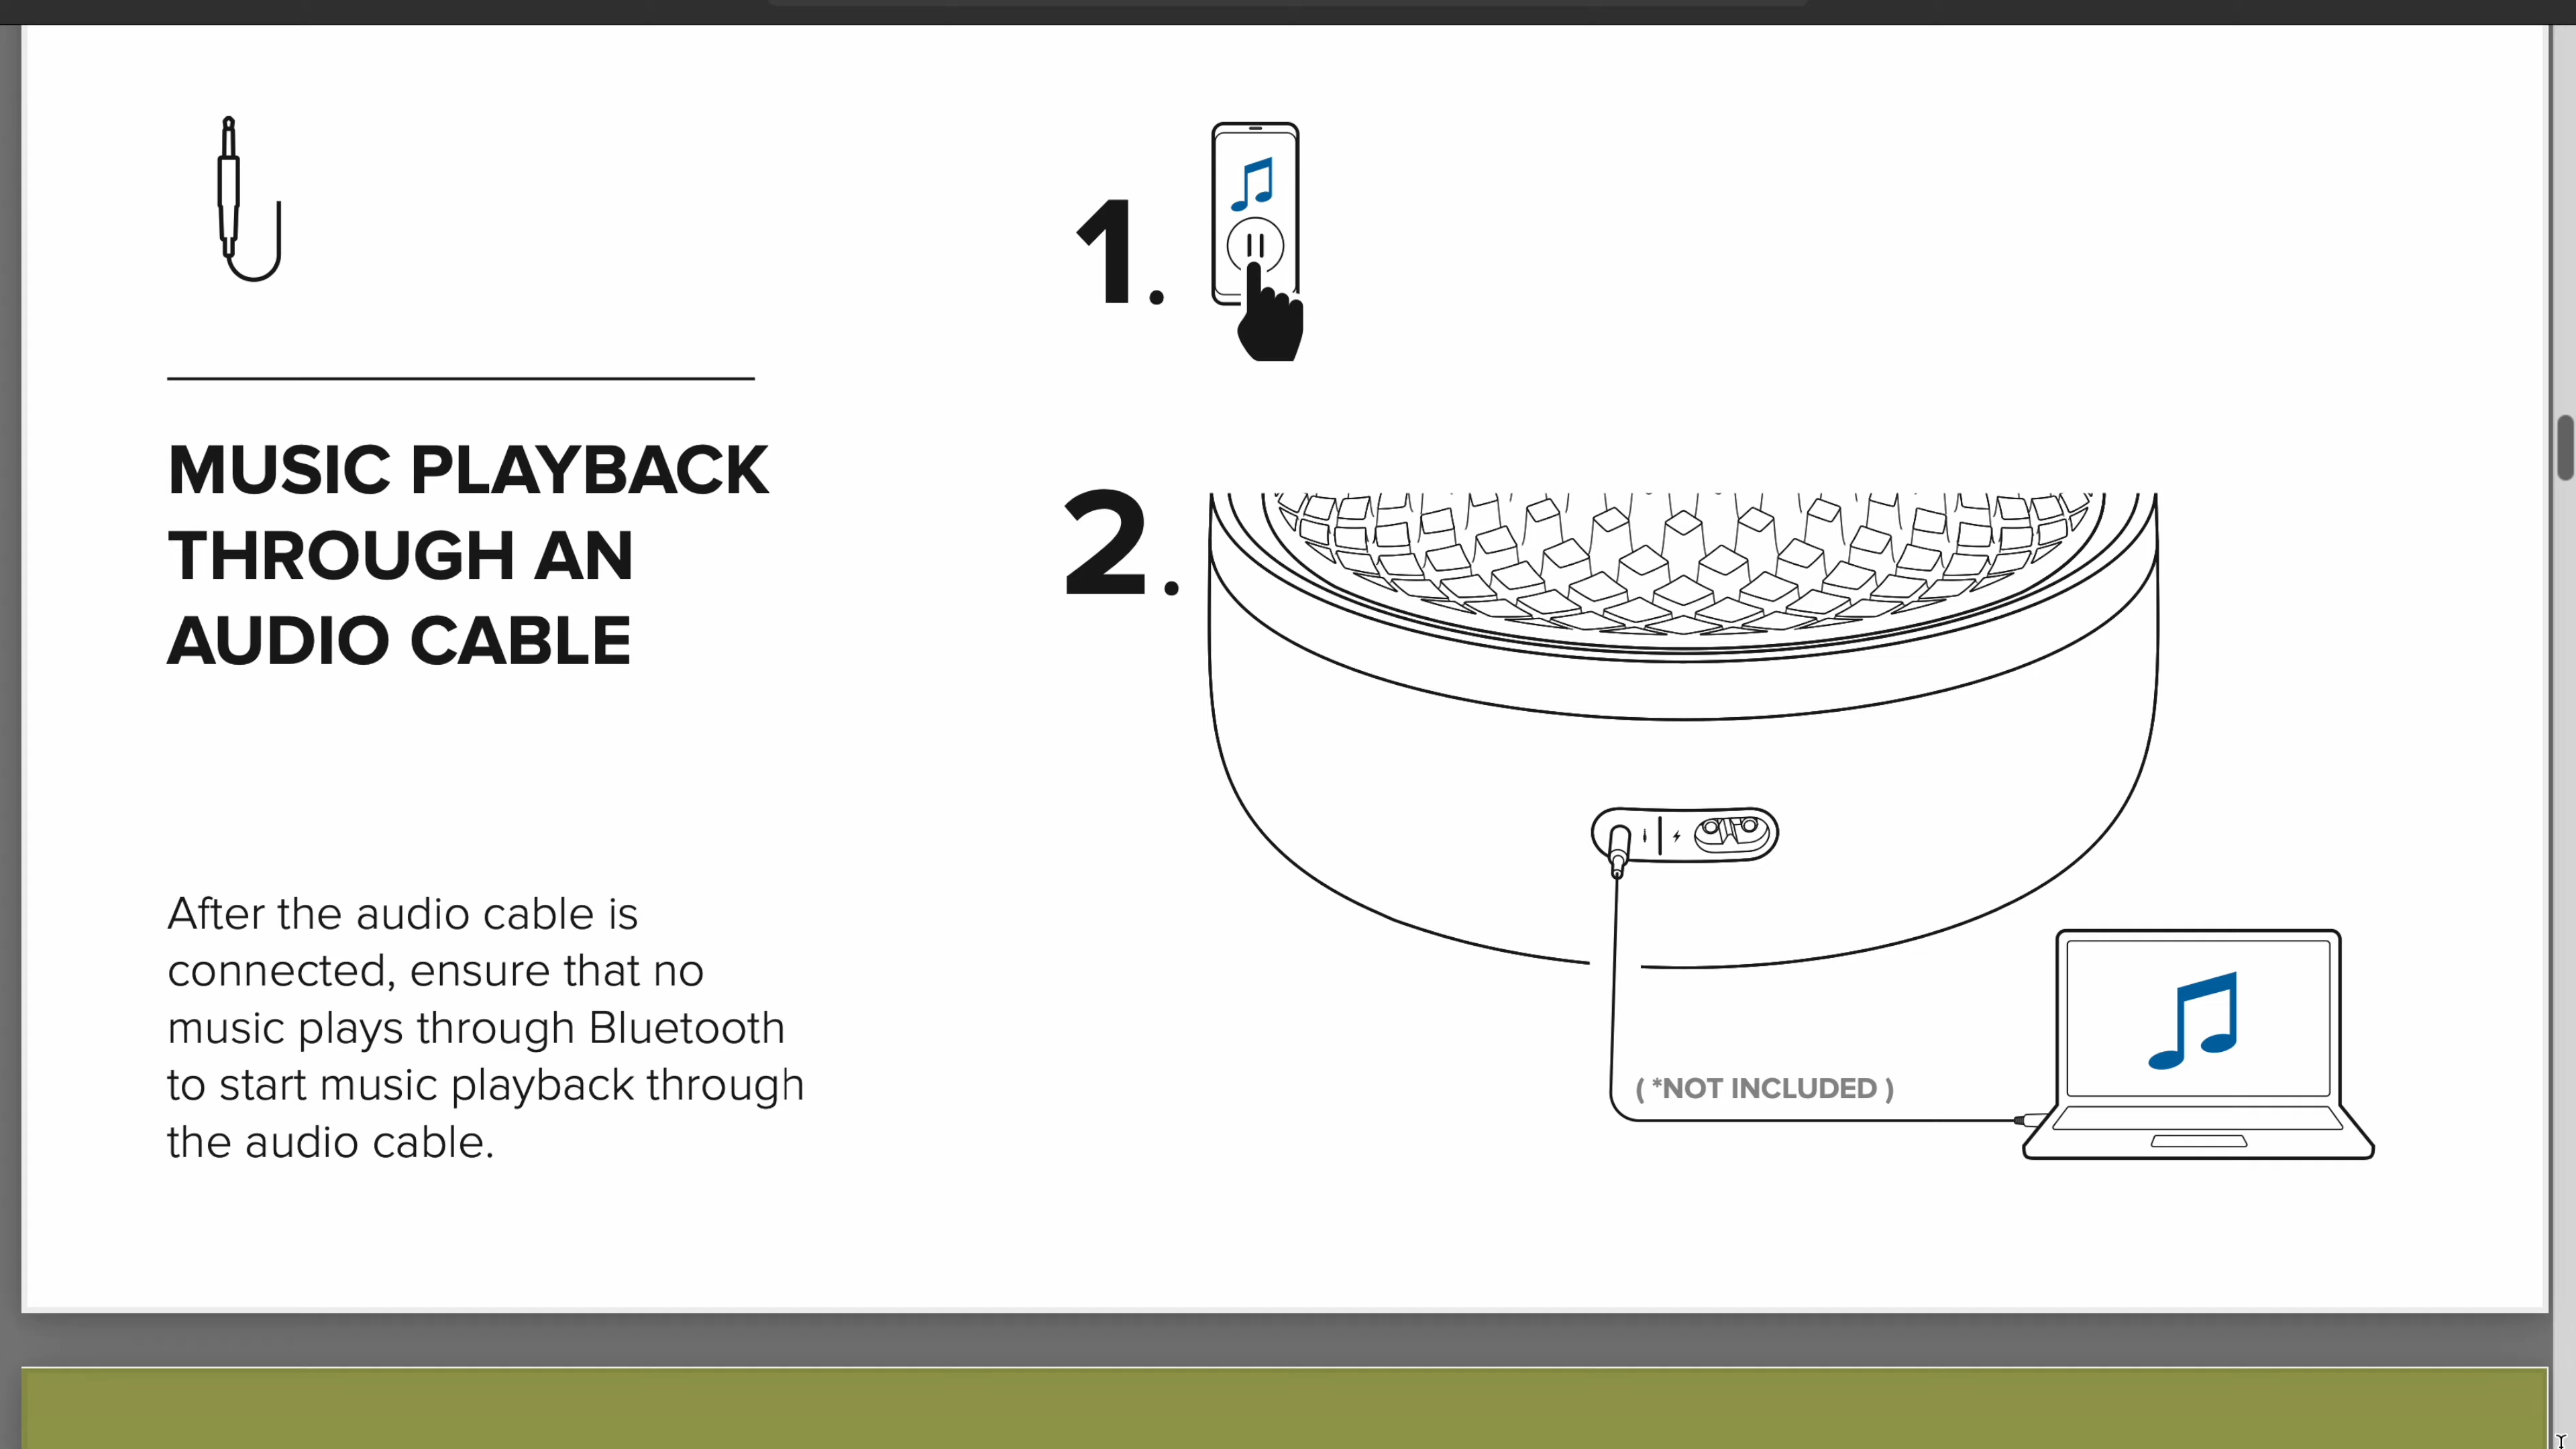 MUSIC PLAYBACK
THROUGH AN
AUDIO CABLE
After the audio cable is
connected, ensure that no
music plays through Bluetooth
to start music playback through
the audio cable.
1.
2.
( *NOT INCLUDED )